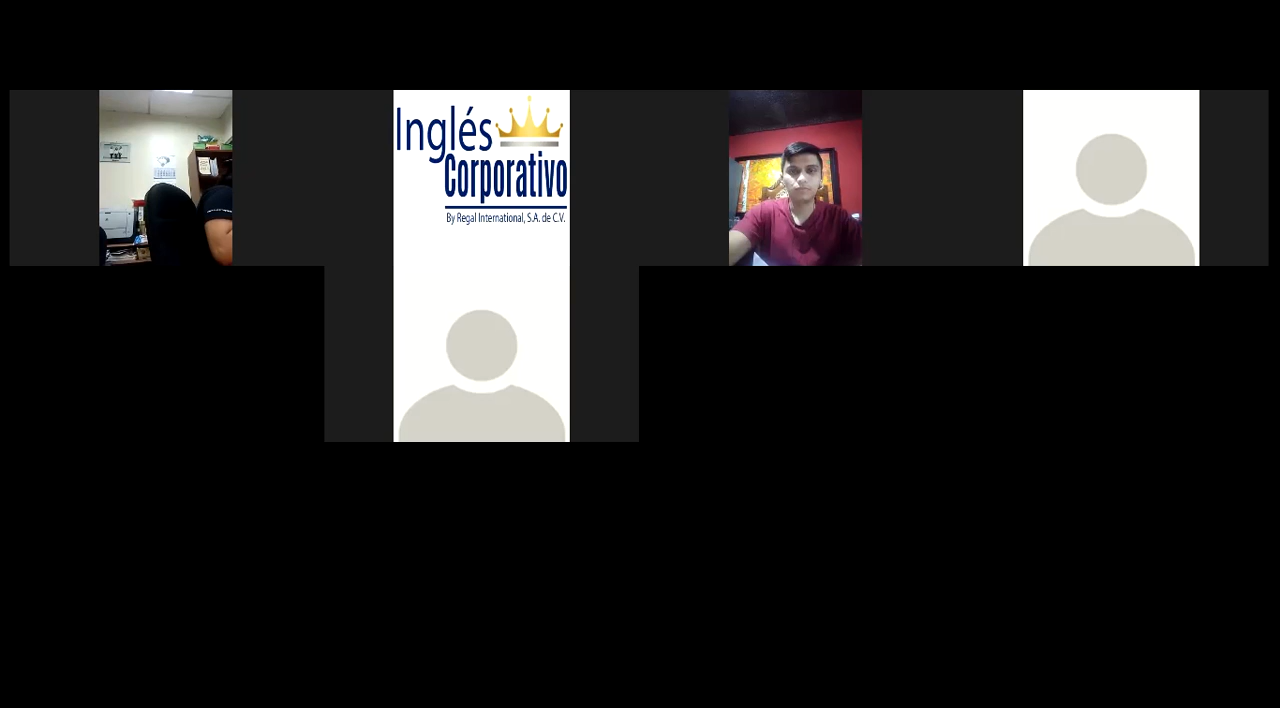 Inglés
Corporativo
By Regal International, S.A. de C.V.